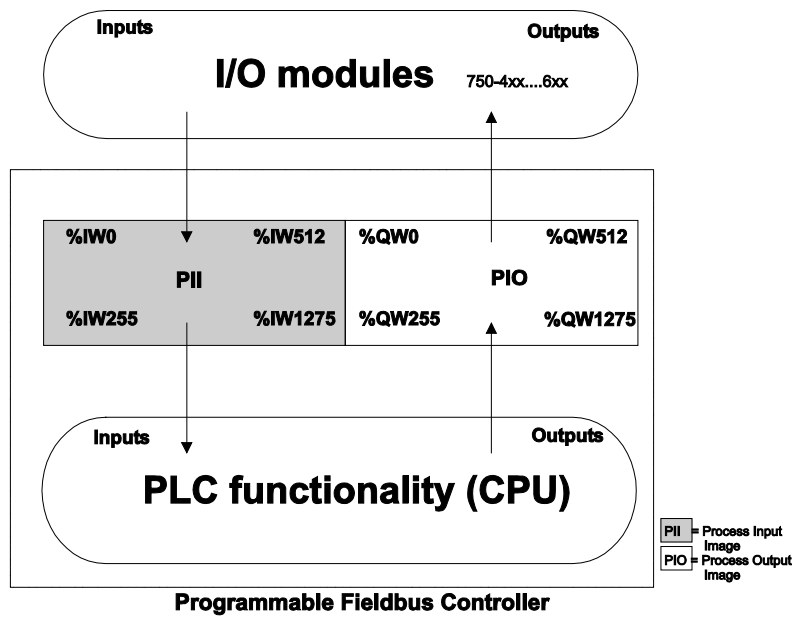 Inputs
Outputs
I/O modules 750-4xx....6xx
%IW0 %IW512 %QW0 %QW512
PII PIO
%IW255 %IW1275 %QW255 %QW1275
Inputs
Outputs
PLC functionality (CPU)
PII = Process Input
Image
PIO = Process Output
Image
Programmable Fieldbus Controller